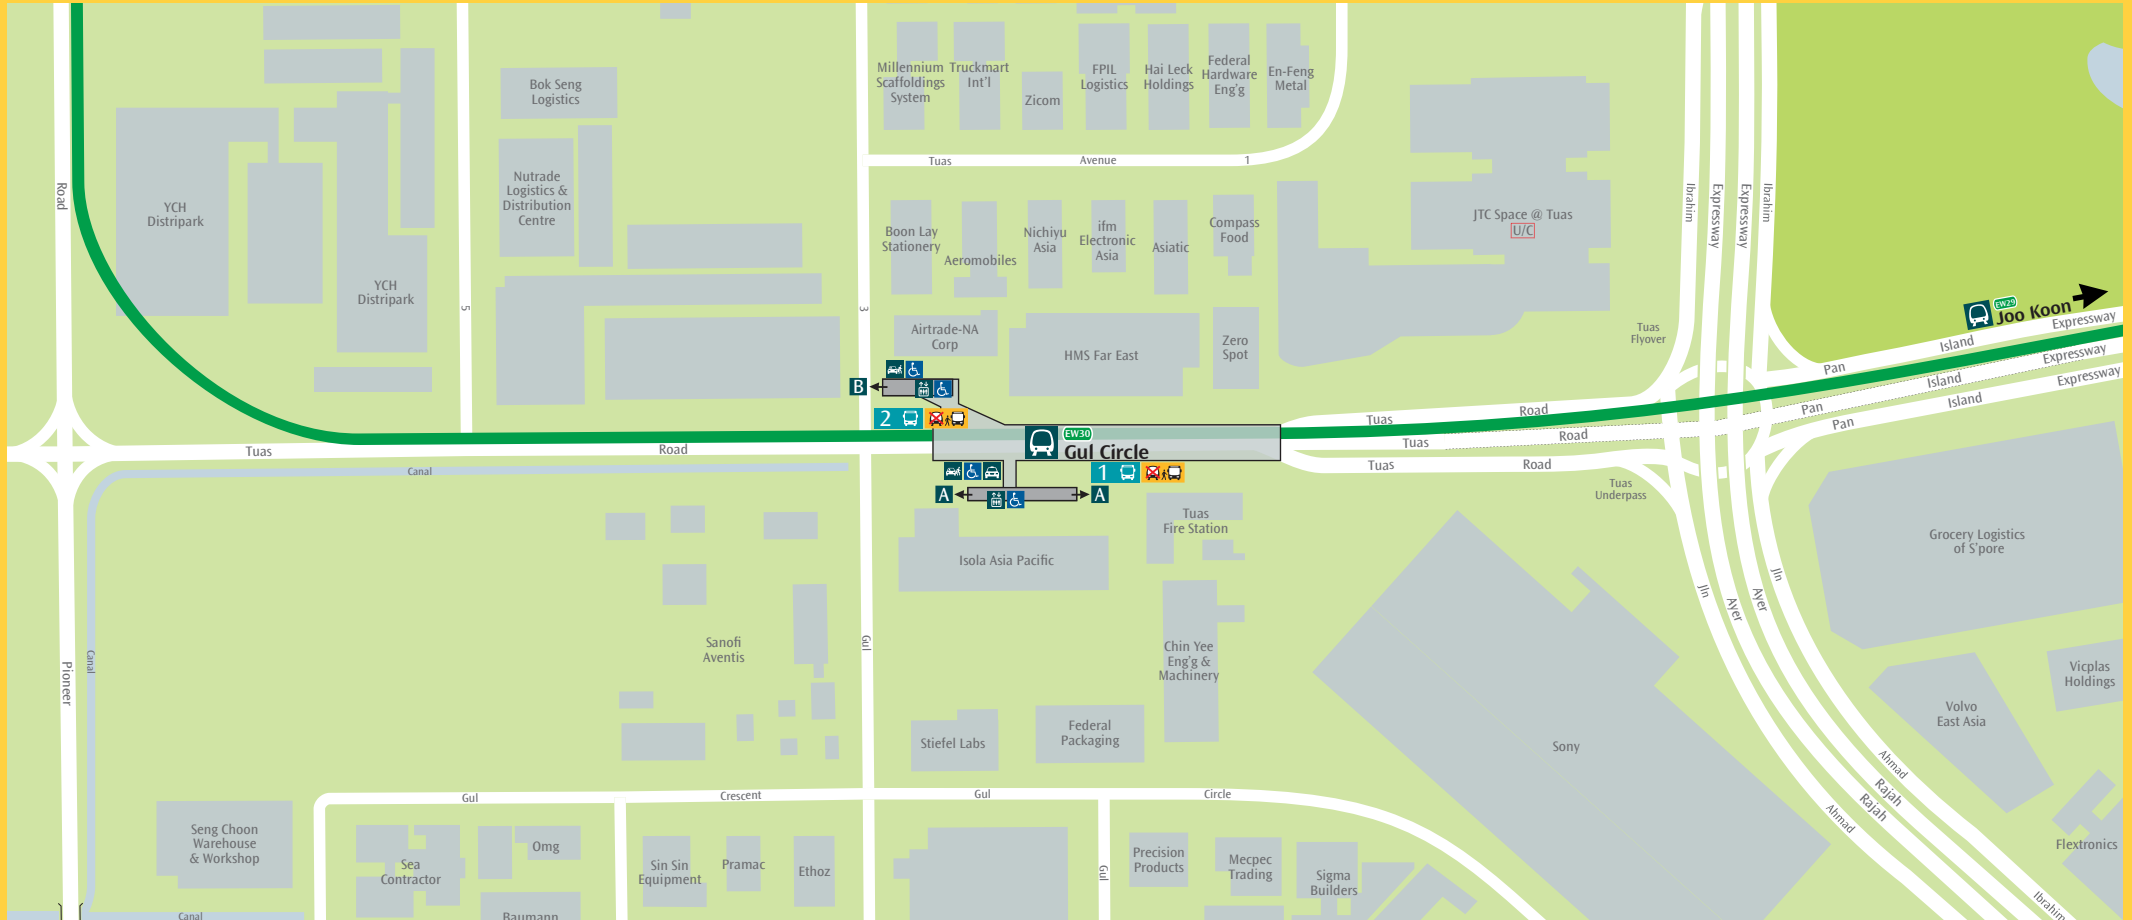 Millennium
Scaffoldings
System
Truckmart
Int'l
Zicom
FPIL
Logistics
Hai Leck
Holdings
Federal
Hardware
Eng'g
En-Feng
Metal
Bok Seng
Logistics
Nutrade
Logistics &
Distribution
Centre
YCH
Distripark
YCH
Distripark
Road
5
3
Tuas Avenue 1
Boon Lay
Stationery
Aeromobiles
Nichiyu
Asia
ifm
Electronic
Asia
Asiatic
Compass
Food
JTC Space @ Tuas
U/C
Ibrahim
Expressway
Expressway
Ibrahim
Airtrade-NA
Corp
HMS Far East
Zero
Spot
Tuas
Flyover
EW29
Joo Koon
Pan Island Expressway
Pan Island Expressway
Pan Island Expressway
B
2
Tuas Road
Tuas Road
Tuas Road
Tuas Road
EW30
Gul Circle
1
A
A
Canal
Tuas
Underpass
Tuas
Fire Station
Isola Asia Pacific
Grocery Logistics
of S'pore
Jln
Ayer
Ayer
Jln
Pioneer
Canal
Sanofi
Aventis
Gul
Chin Yee
Eng'g &
Machinery
Vicplas
Holdings
Volvo
East Asia
Stiefel Labs
Federal
Packaging
Sony
Ahmad
Rajah
Rajah
Ahmad
Gul Crescent
Gul Circle
Seng Choon
Warehouse
& Workshop
Sea
Contractor
Omg
Sin Sin
Equipment
Pramac
Ethoz
Gul
Precision
Products
Mecpec
Trading
Sigma
Builders
Flextronics
Ibrahim
Canal
Baumann